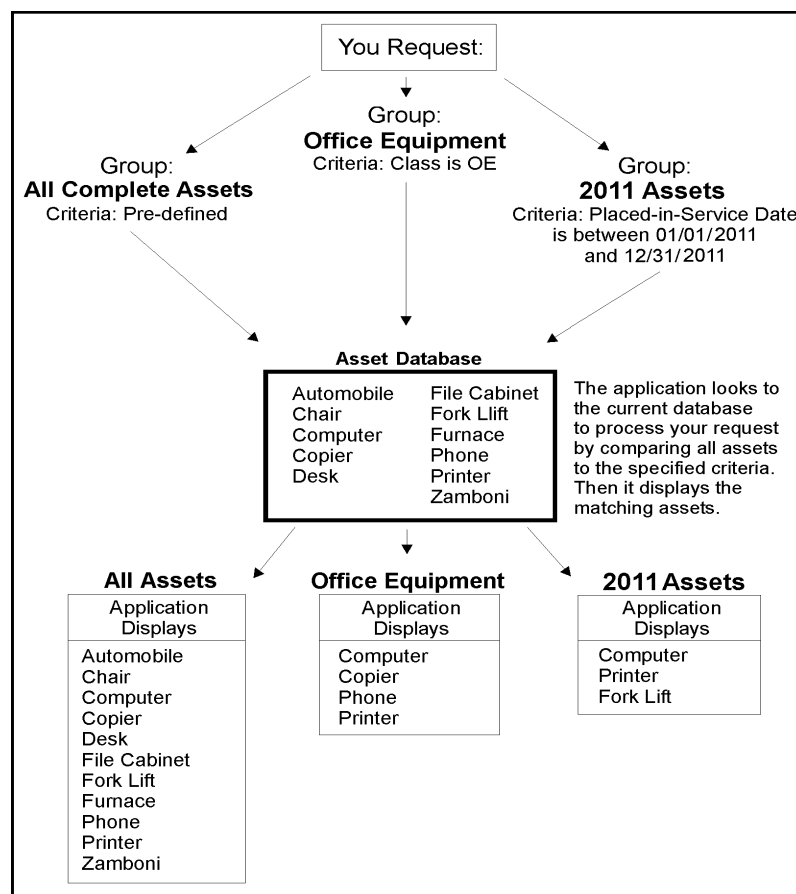 You Request:
Group:
Office Equipment
Criteria: Class is OE
Group:
All Complete Assets
Criteria: Pre-defined
Group:
2011 Assets
Criteria: Placed-in-Service Date
is between 01/01/2011
and 12/31/2011
Asset Database
Automobile
Chair
Computer
Copier
Desk
File Cabinet
Fork Llift
Furnace
Phone
Printer
Zamboni
The application looks to
the current database
to process your request
by comparing all assets
to the specified criteria.
Then it displays the
matching assets.
All Assets
Application
Displays
Automobile
Chair
Computer
Copier
Desk
File Cabinet
Fork Lift
Furnace
Phone
Printer
Zamboni
Office Equipment
Application
Displays
Computer
Copier
Phone
Printer
2011 Assets
Application
Displays
Computer
Printer
Fork Lift